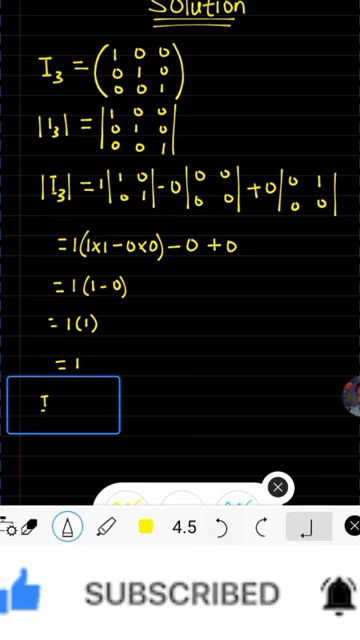 Solution
I₃ = (1 0 0
0 1 0
0 0 1)
|I₃| = |1 0 0
0 1 0
0 0 1|
|I₃| = 1|1 0
0 1| - 0|0 0
0 0| + 0|0 1
0 0|
= 1(1×1 - 0×0) - 0 + 0
= 1(1 - 0)
= 1(1)
= 1
I
4.5
SUBSCRIBED